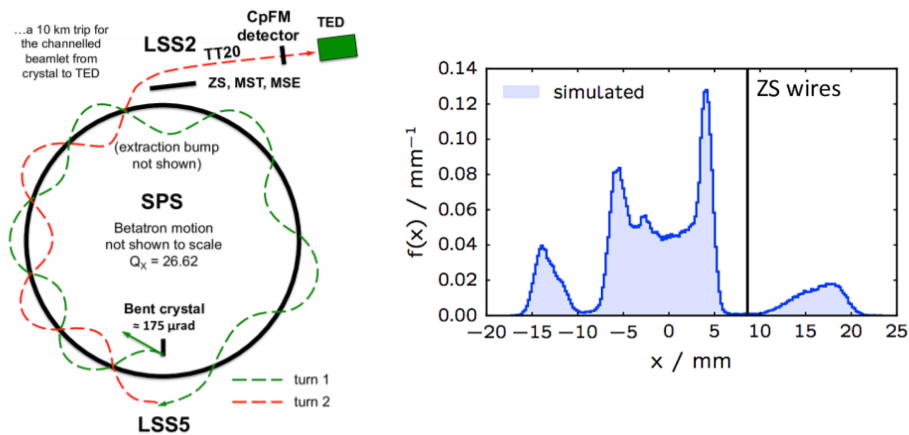 ...a 10 km trip for
the channelled
beamlet from
crystal to TED
LSS2
TT20
CpFM
detector
TED
ZS, MST, MSE
(extraction bump
not shown)
SPS
Betatron motion
not shown to scale
Qx = 26.62
Bent crystal
≈ 175 μrad
turn 1
turn 2
LSS5
simulated
ZS wires
f(x) / mm⁻¹
0.14
0.12
0.10
0.08
0.06
0.04
0.02
0.00
−20 −15 −10 −5 0 5 10 15 20 25
x / mm